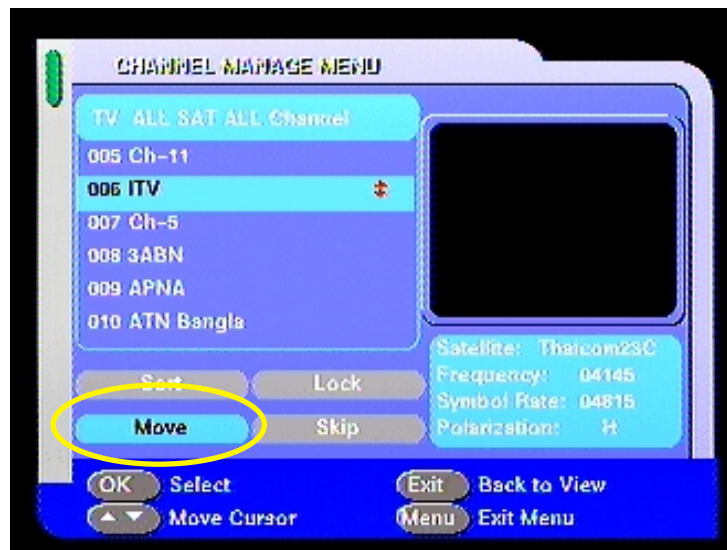 CHANNEL MANAGE MENU
TV ALL SAT ALL Channel
005 Ch-11
006 ITV
007 Ch-5
008 3ABN
009 APNA
010 ATN Bangla
Satellite: Thaicom23C
Frequency: 04145
Symbol Rate: 04815
Polarization: H
Sort Lock
Move Skip
OK Select Exit Back to View
Move Cursor Menu Exit Menu